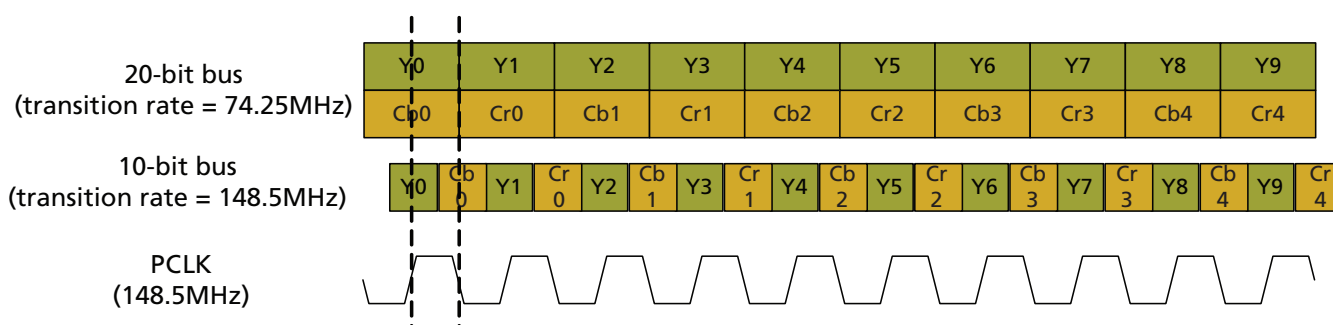 20-bit bus
(transition rate = 74.25MHz)
Y0 Y1 Y2 Y3 Y4 Y5 Y6 Y7 Y8 Y9
Cb0 Cr0 Cb1 Cr1 Cb2 Cr2 Cb3 Cr3 Cb4 Cr4
10-bit bus
(transition rate = 148.5MHz)
Y0 Cb 0 Y1 Cr 0 Y2 Cb 1 Y3 Cr 1 Y4 Cb 2 Y5 Cr 2 Y6 Cb 3 Y7 Cr 3 Y8 Cb 4 Y9 Cr 4
PCLK
(148.5MHz)